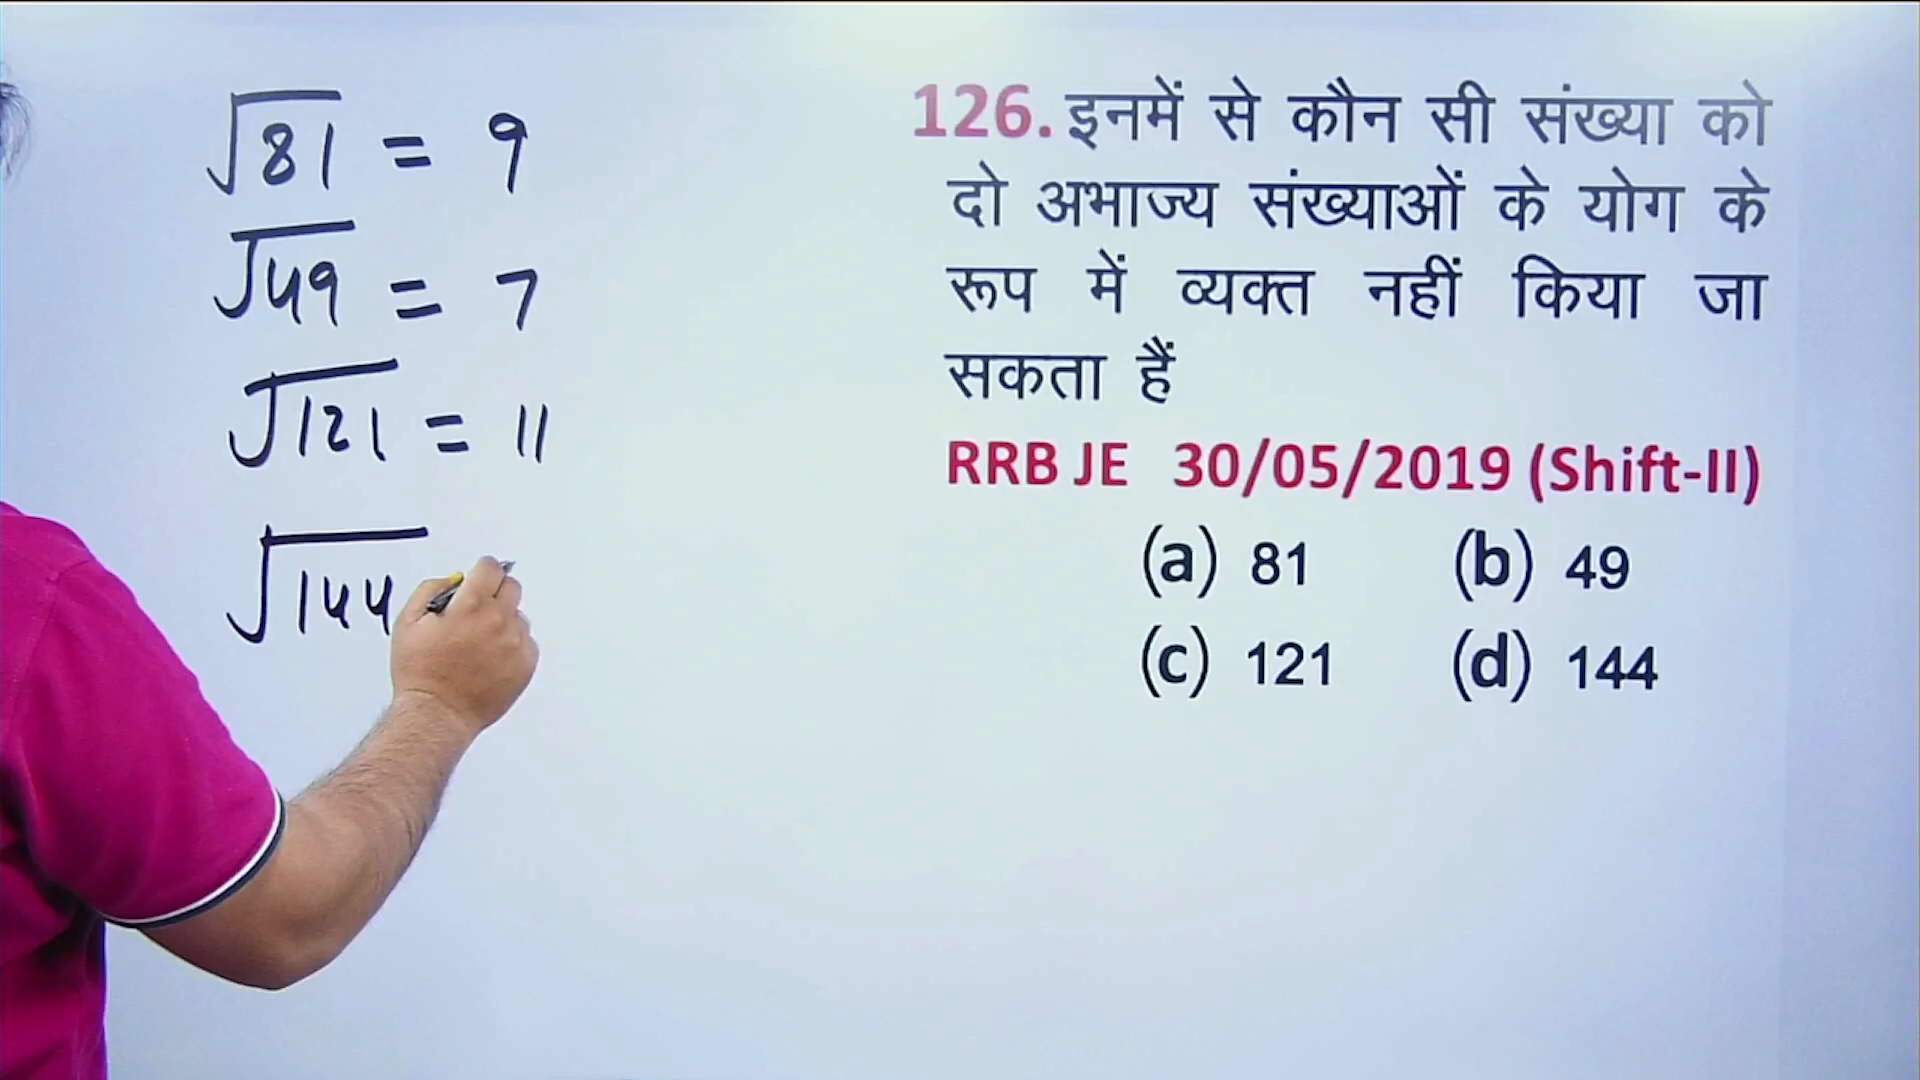 √81 = 9
√49 = 7
√121 = 11
√144
126. इनमें से कौन सी संख्या को
दो अभाज्य संख्याओं के योग के
रूप में व्यक्त नहीं किया जा
सकता हैं
RRB JE 30/05/2019 (Shift-II)
(a) 81 (b) 49
(c) 121 (d) 144